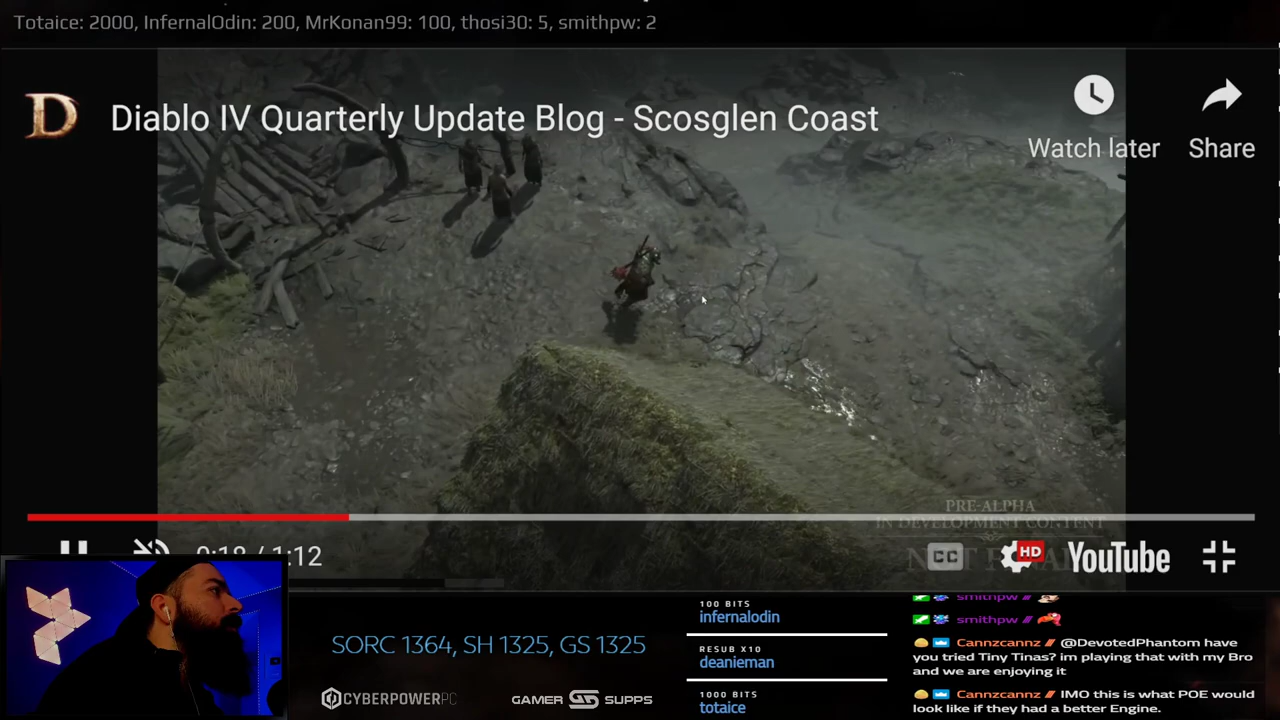 Totaice: 2000, InfernalOdin: 200, MrKonan99: 100, thosi30: 5, smithpw: 2
Diablo IV Quarterly Update Blog - Scosglen Coast
Watch later
Share
PRE-ALPHA
IN DEVELOPMENT CONTENT
0:18 / 1:12
CC
HD
YouTube
SORC 1364, SH 1325, GS 1325
CYBERPOWERPC
GAMER GS SUPPS
100 BITS
infernalodin
RESUB X10
deanieman
1000 BITS
totaice
smithpw //
smithpw //
Cannzcannz // @DevotedPhantom have
you tried Tiny Tinas? im playing that with my Bro
and we are enjoying it
Cannzcannz // IMO this is what POE would
look like if they had a better Engine.